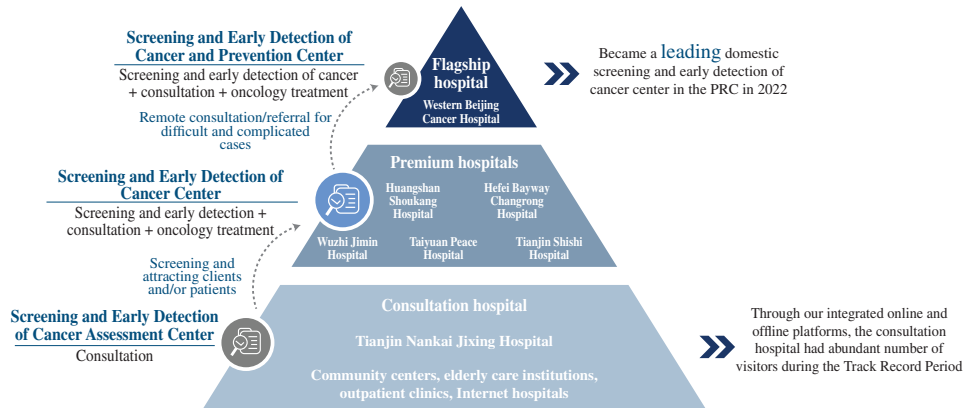 Screening and Early Detection of
Cancer and Prevention Center
Screening and early detection of cancer
+ consultation + oncology treatment
Remote consultation/referral for
difficult and complicated
cases
Flagship
hospital
Western Beijing
Cancer Hospital
Became a leading domestic
screening and early detection of
cancer center in the PRC in 2022
Screening and Early Detection of
Cancer Center
Screening and early detection +
consultation + oncology treatment
Screening and
attracting clients
and/or patients
Premium hospitals
Huangshan
Shoukang
Hospital
Hefei Bayway
Changrong
Hospital
Wuzhi Jimin
Hospital
Taiyuan Peace
Hospital
Tianjin Shishi
Hospital
Screening and Early Detection
of Cancer Assessment Center
Consultation
Consultation hospital
Tianjin Nankai Jixing Hospital
Community centers, elderly care institutions,
outpatient clinics, Internet hospitals
Through our integrated online and
offline platforms, the consultation
hospital had abundant number of
visitors during the Track Record Period